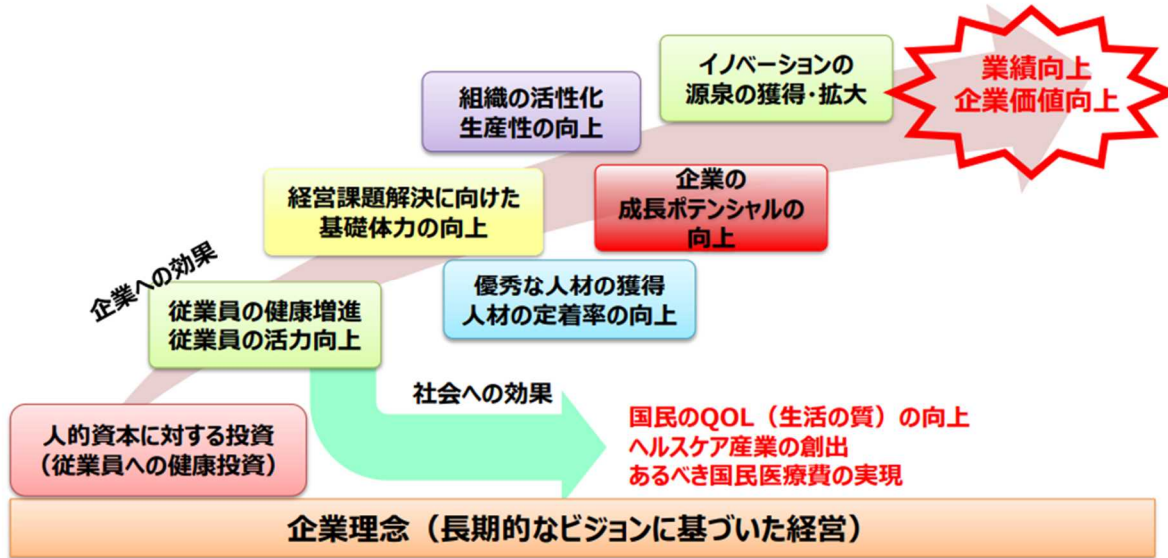 イノベーションの
源泉の獲得・拡大
業績向上
企業価値向上
組織の活性化
生産性の向上
経営課題解決に向けた
基礎体力の向上
企業の
成長ポテンシャルの
向上
企業への効果
優秀な人材の獲得
人材の定着率の向上
従業員の健康増進
従業員の活力向上
社会への効果
人的資本に対する投資
（従業員への健康投資）
国民のQOL（生活の質）の向上
ヘルスケア産業の創出
あるべき国民医療費の実現
企業理念（長期的なビジョンに基づいた経営）